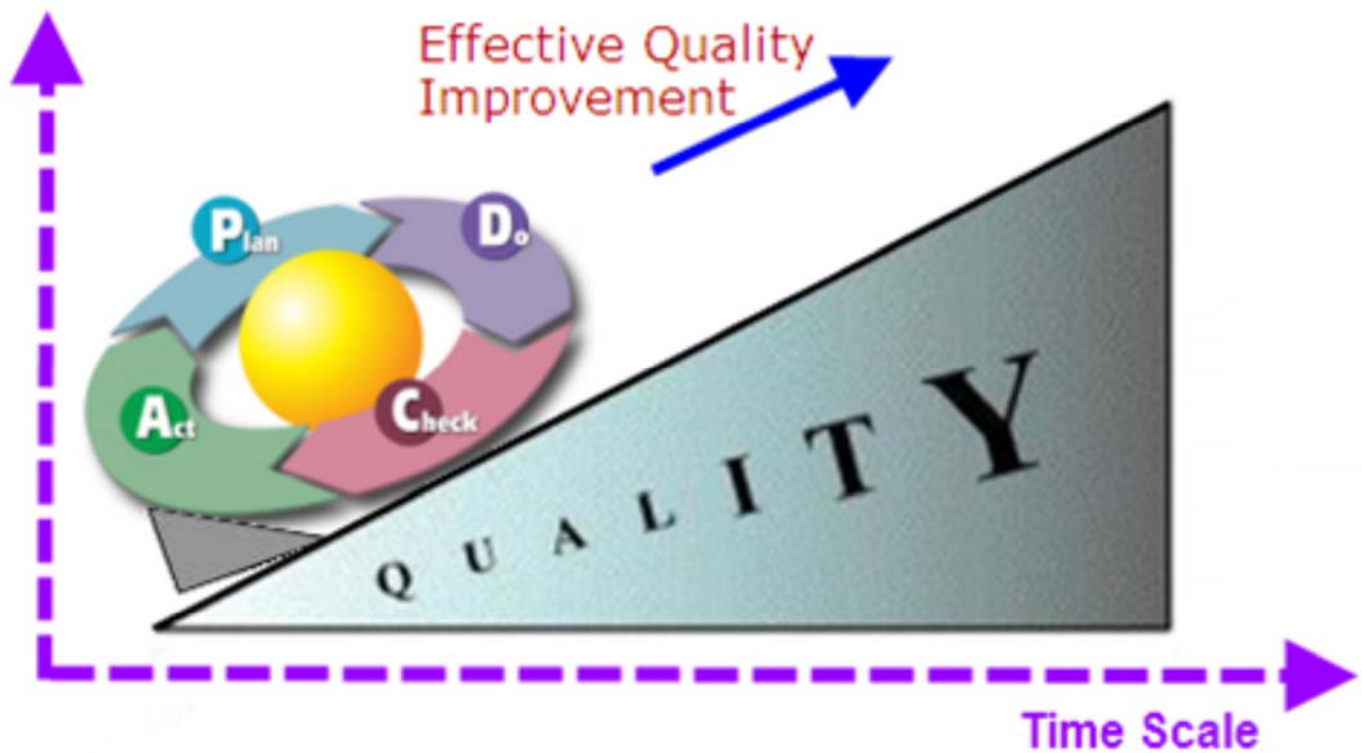 Effective Quality
Improvement
Plan
Do
Act
Check
QUALITY
Time Scale